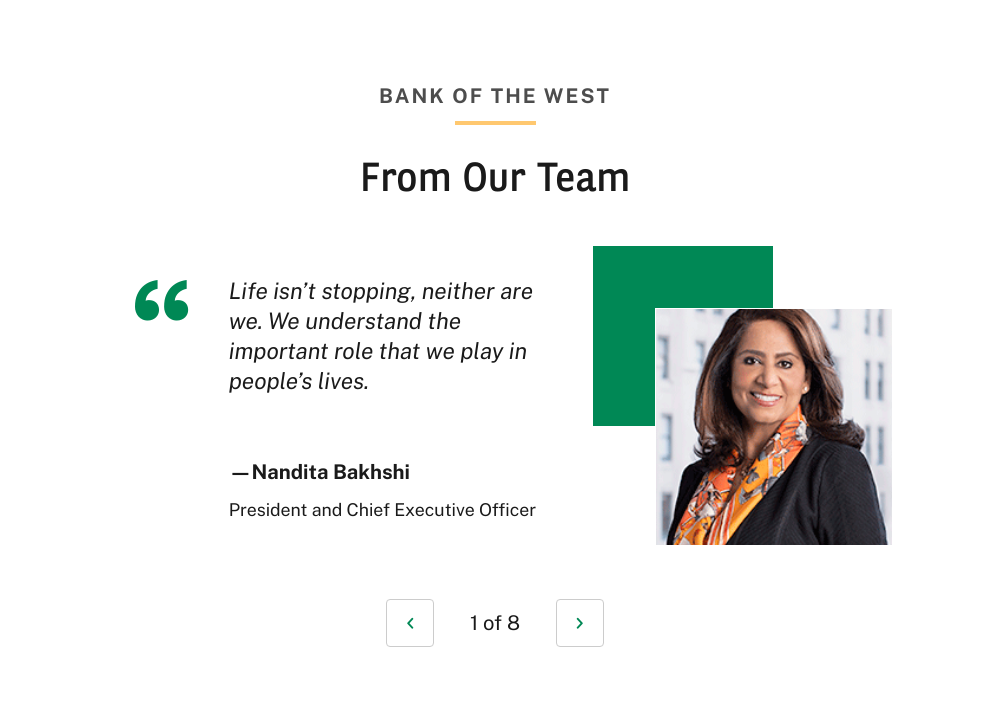 BANK OF THE WEST
From Our Team
“
Life isn’t stopping, neither are
we. We understand the
important role that we play in
people’s lives.
—Nandita Bakhshi
President and Chief Executive Officer
1 of 8